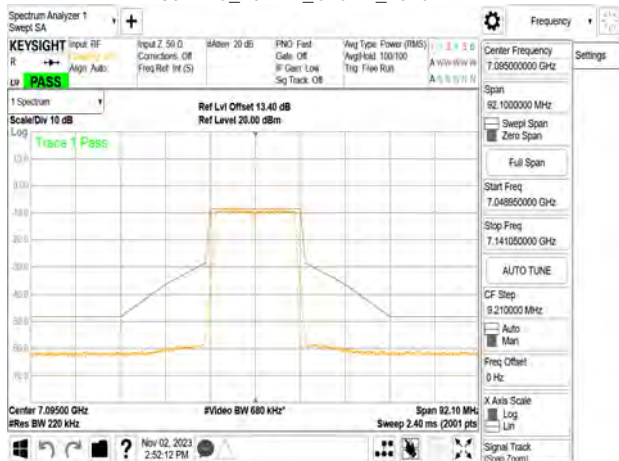 Spectrum Analyzer 1
Swept SA
Frequency
KEYSIGHT
Input: RF
Input Z: 50 Ω
#Atten: 20 dB
PNO: Fast
Avg Type: Power (RMS)
Corrections: Off
Gate: Off
Avg|Hold: 100/100
Align: Auto
Freq Ref: Int (S)
IF Gain: Low
Trig: Free Run
Sig Track: Off
PASS
1 Spectrum
Ref Lvl Offset 13.40 dB
Scale/Div 10 dB
Ref Level 20.00 dBm
Log
Trace 1 Pass
Center 7.09500 GHz
#Video BW 680 kHz*
Span 92.10 MHz
#Res BW 220 kHz
Sweep 2.40 ms (2001 pts
Nov 02, 2023
2:52:12 PM
Center Frequency
7.095000000 GHz
Settings
Span
92.1000000 MHz
Swept Span
Zero Span
Full Span
Start Freq
7.048950000 GHz
Stop Freq
7.141050000 GHz
AUTO TUNE
CF Step
9.210000 MHz
Auto
Man
Freq Offset
0 Hz
X Axis Scale
Log
Lin
Signal Track
(Span Zoom)